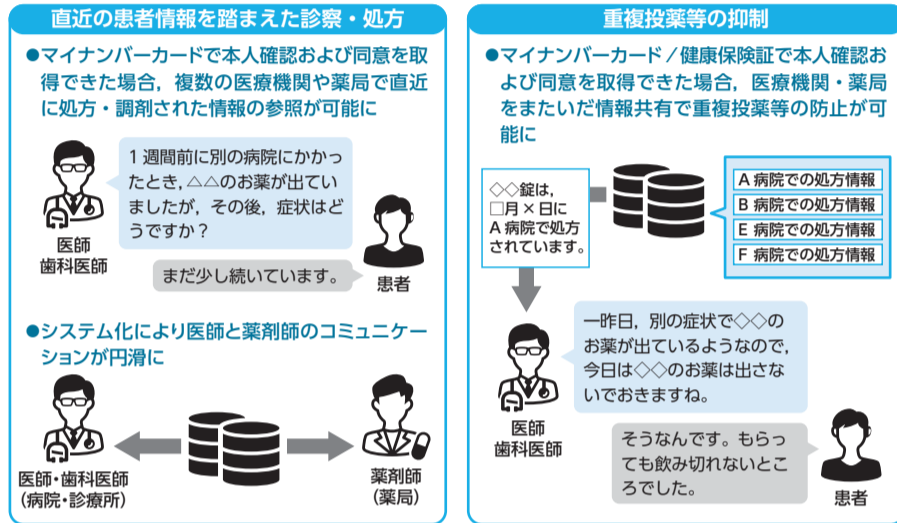 直近の患者情報を踏まえた診察・処方
●マイナンバーカードで本人確認および同意を取
得できた場合，複数の医療機関や薬局で直近
に処方・調剤された情報の参照が可能に
1週間前に別の病院にかかっ
たとき，△△のお薬が出てい
ましたが，その後，症状はど
うですか？
医師
歯科医師
まだ少し続いています。
患者
●システム化により医師と薬剤師のコミュニケー
ションが円滑に
医師・歯科医師
（病院・診療所）
薬剤師
（薬局）
重複投薬等の抑制
●マイナンバーカード／健康保険証で本人確認お
よび同意を取得できた場合，医療機関・薬局
をまたいだ情報共有で重複投薬等の防止が可
能に
◇◇錠は，
□月×日に
A 病院で処方
されています。
A 病院での処方情報
B 病院での処方情報
E 病院での処方情報
F 病院での処方情報
一昨日，別の症状で◇◇の
お薬が出ているようなので，
今日は◇◇のお薬は出さな
いでおきますね。
医師
歯科医師
そうなんです。もらっ
ても飲み切れないとこ
ろでした。
患者